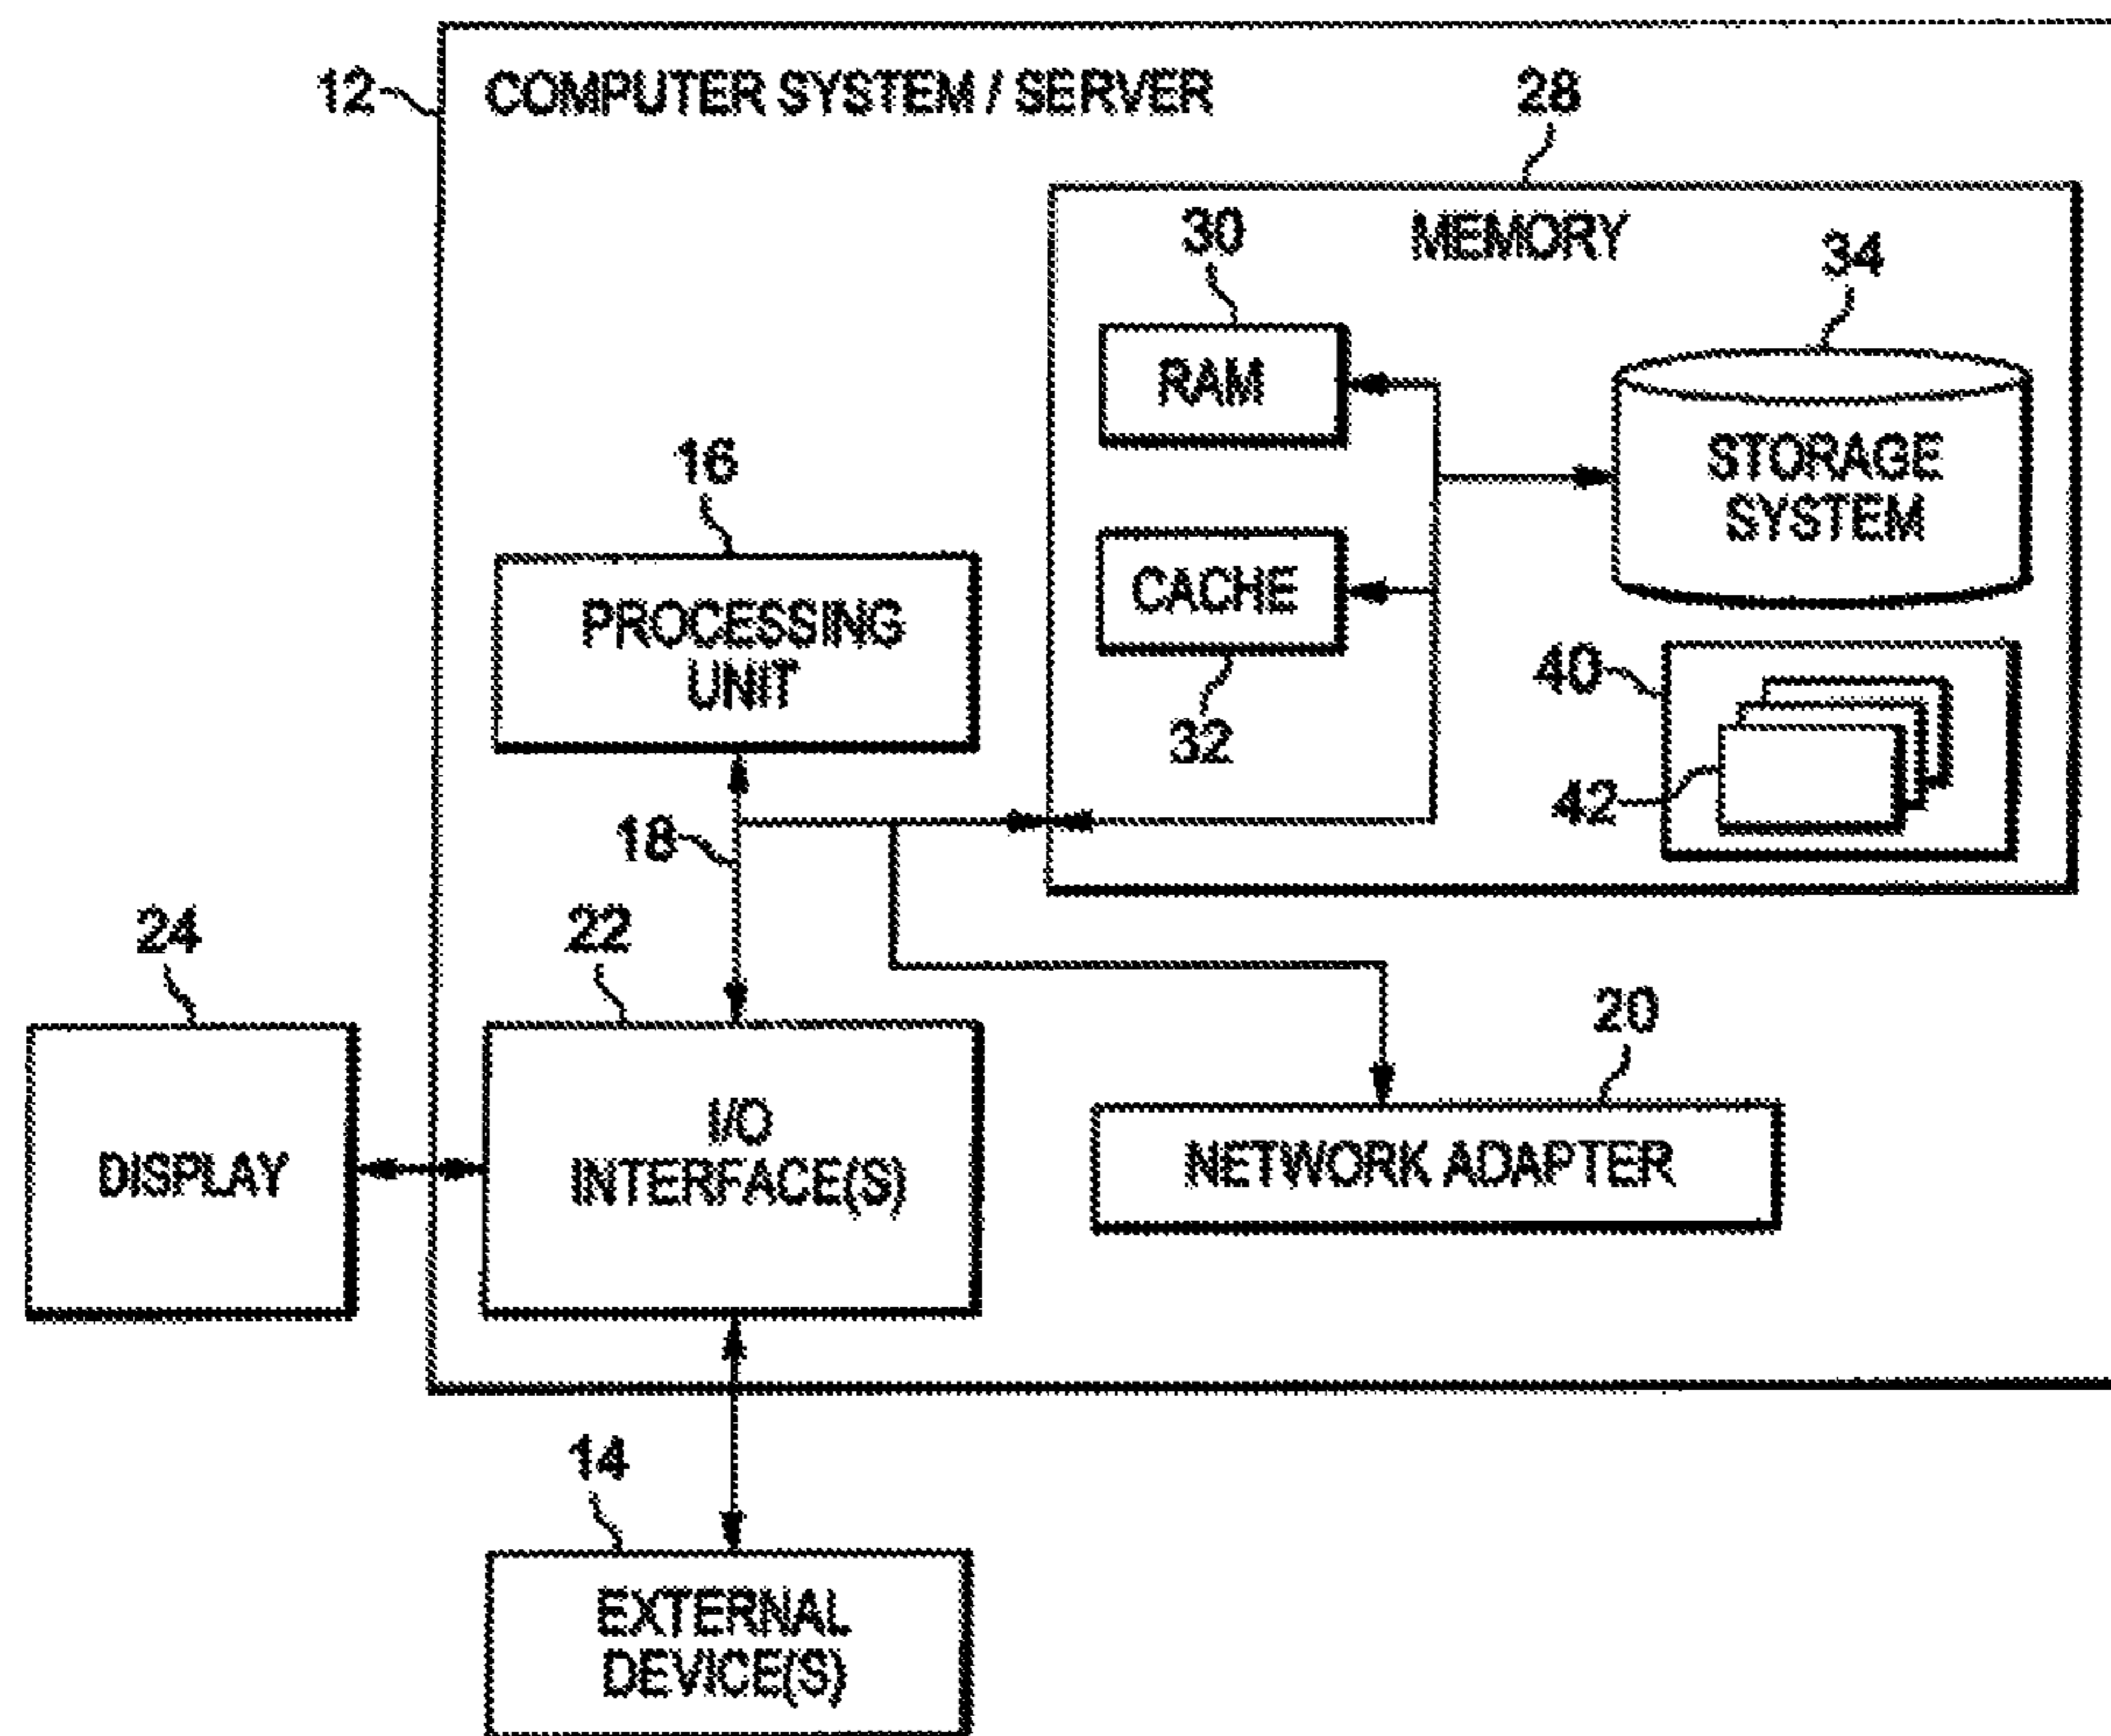 12
COMPUTER SYSTEM / SERVER
28
MEMORY
30
34
RAM
STORAGE
SYSTEM
16
CACHE
PROCESSING
UNIT
32
40
42
18
24
22
20
DISPLAY
I/O
INTERFACE(S)
NETWORK ADAPTER
14
EXTERNAL
DEVICE(S)